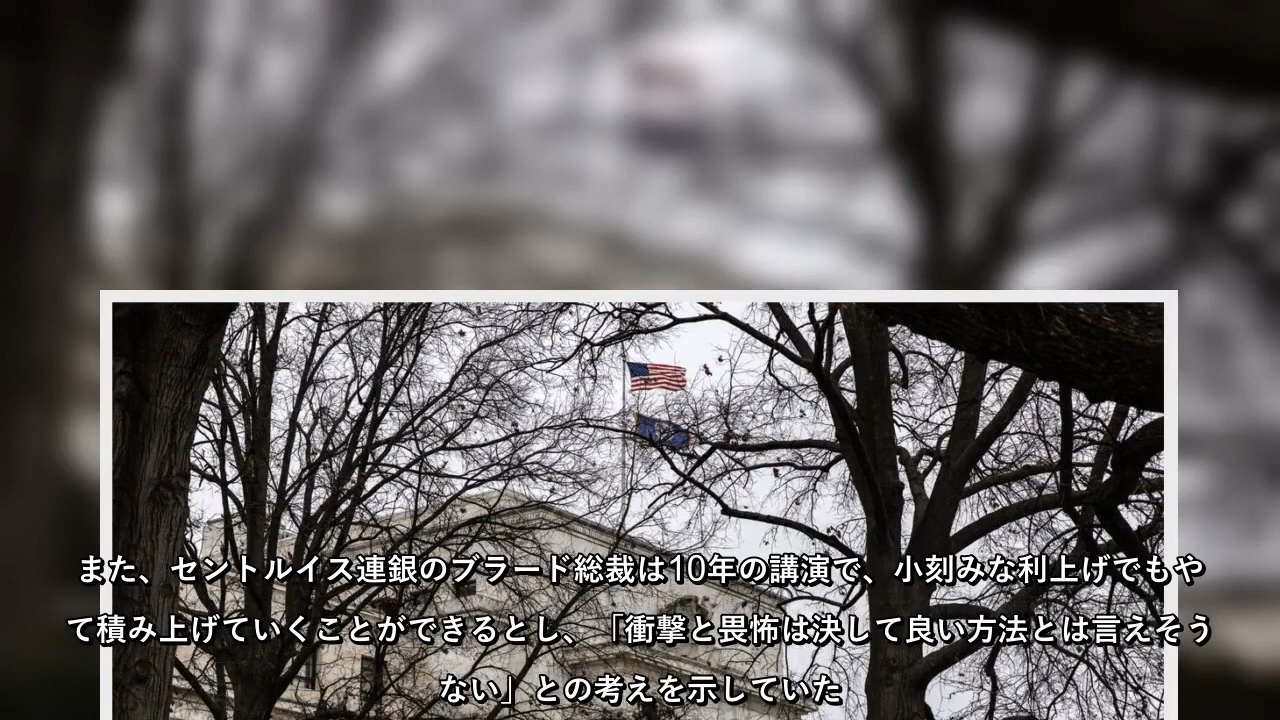 また、セントルイス連銀のブラード総裁は10年の講演で、小刻みな利上げでもや
て積み上げていくことができるとし、「衝撃と畏怖は決して良い方法とは言えそう
ない」との考えを示していた